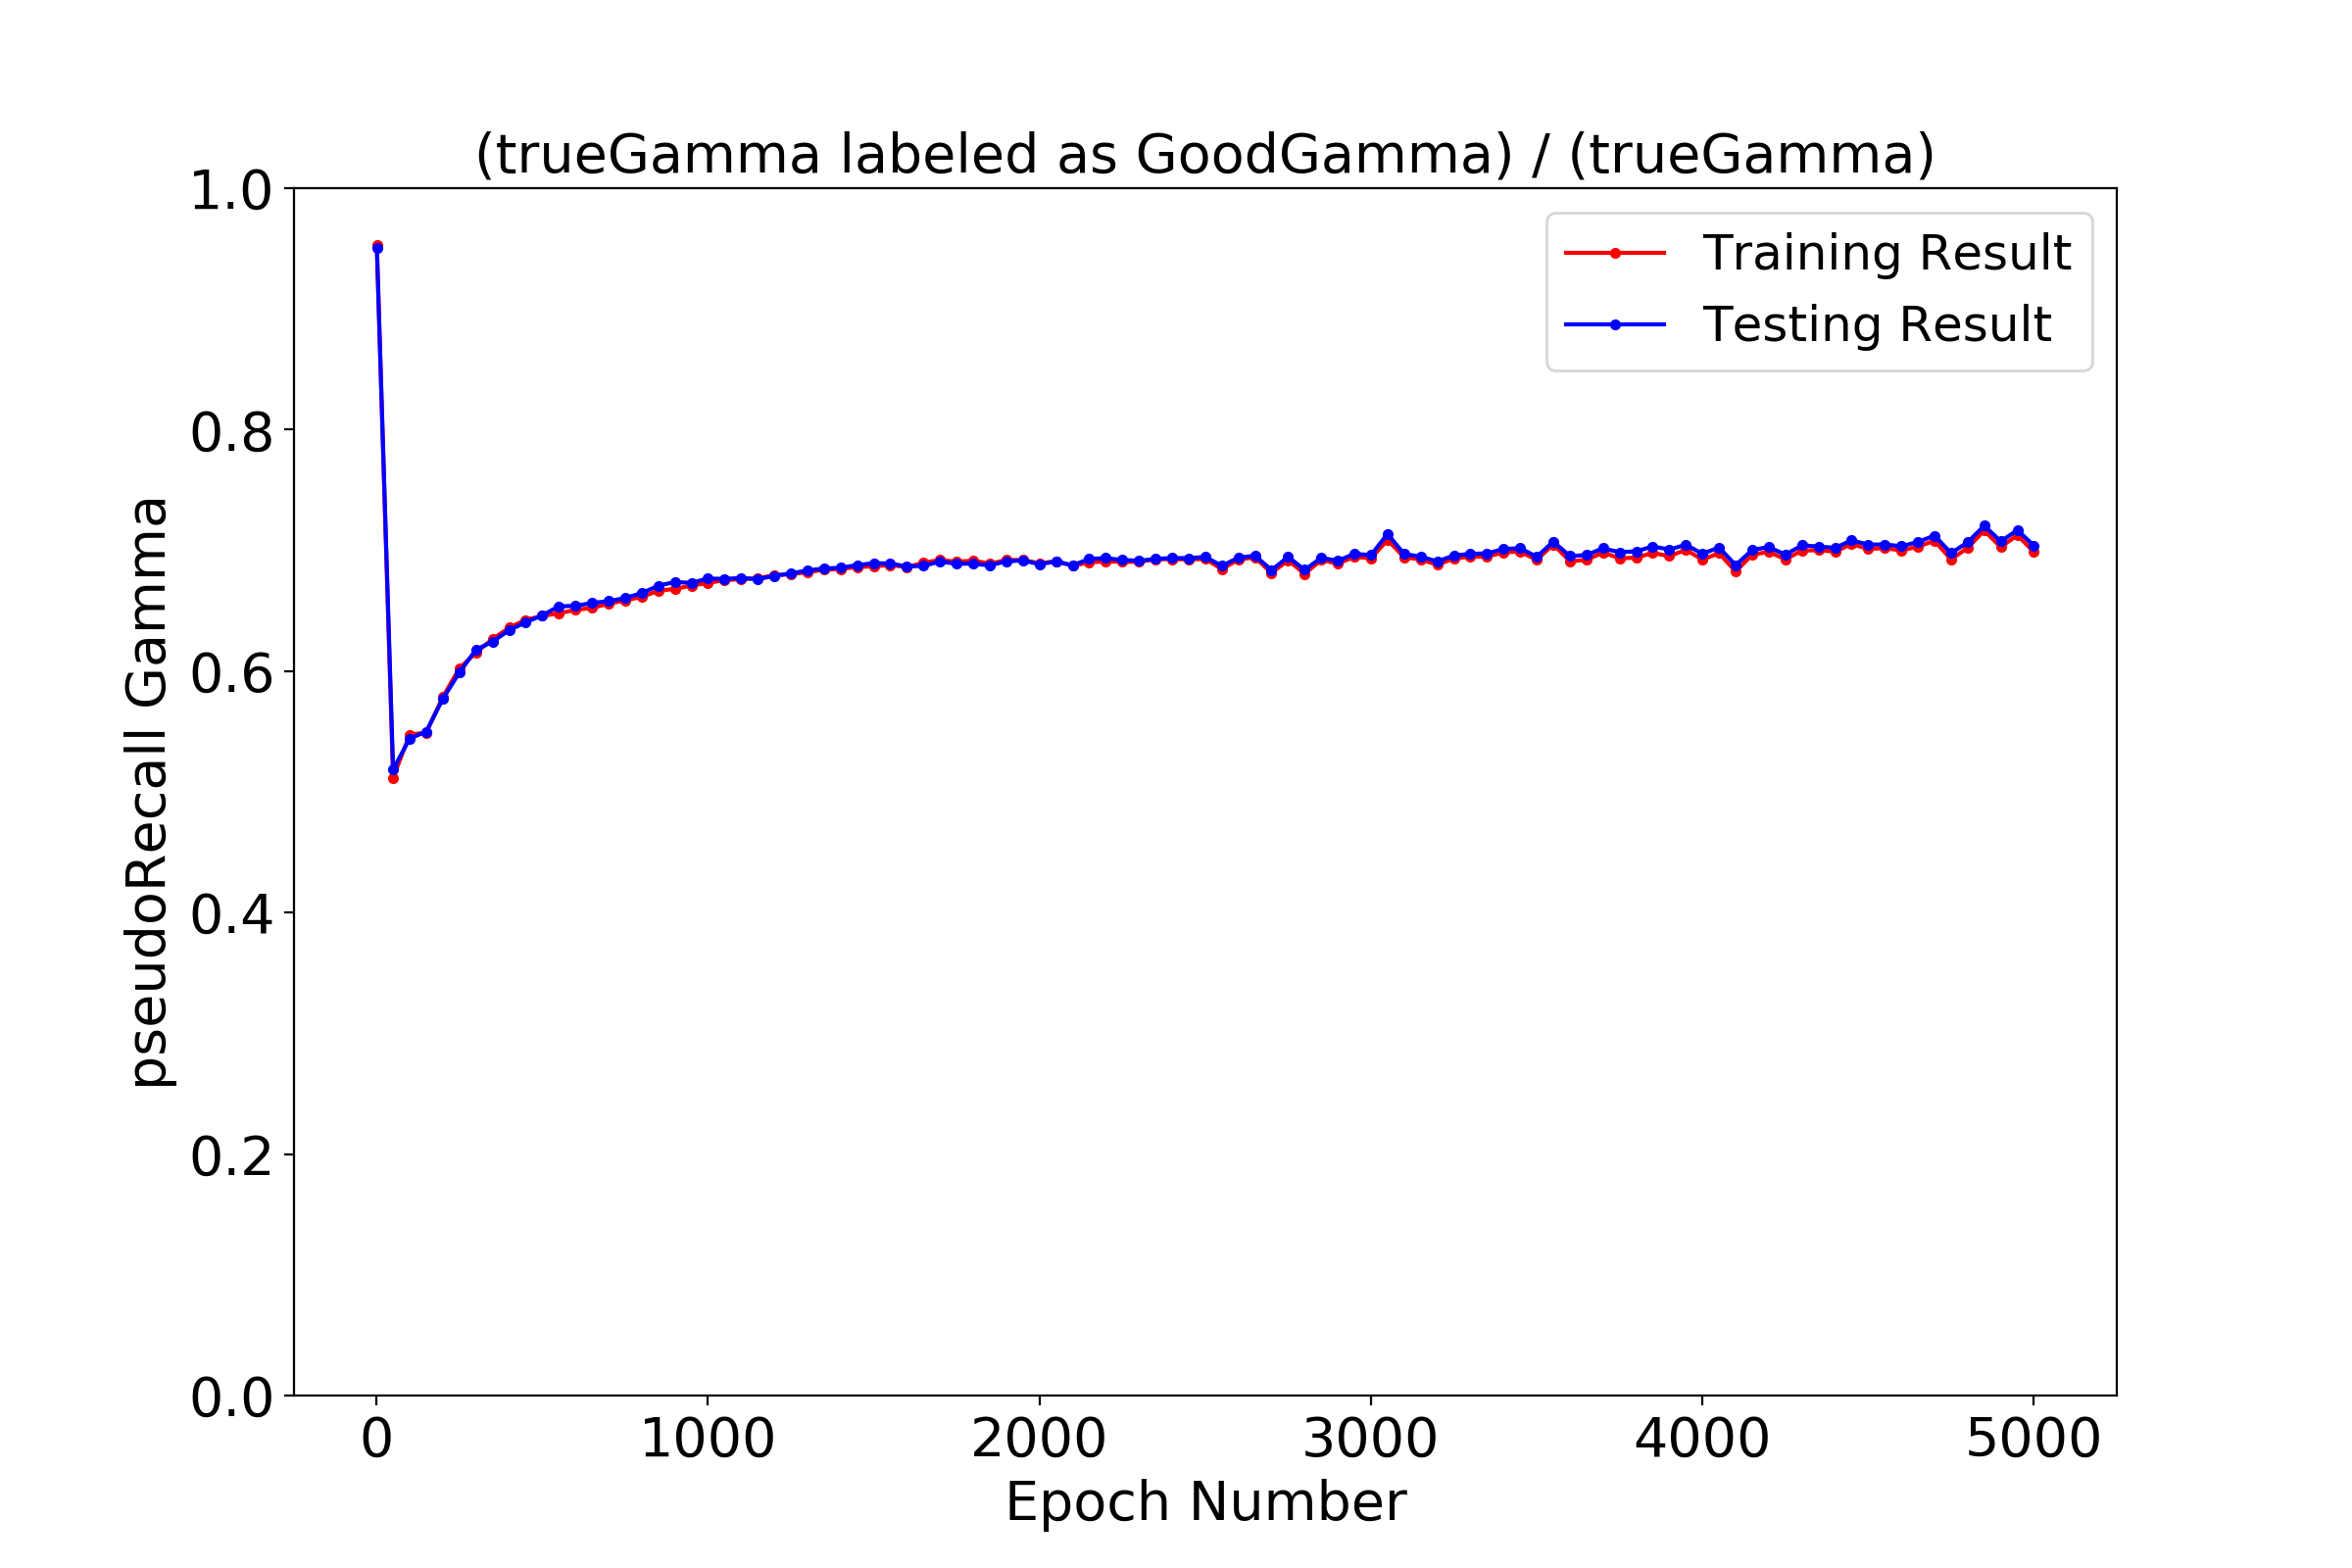 (trueGamma labeled as GoodGamma) / (trueGamma)
Training Result
Testing Result
pseudoRecall Gamma
1.0
0.8
0.6
0.4
0.2
0.0
0 1000 2000 3000 4000 5000
Epoch Number